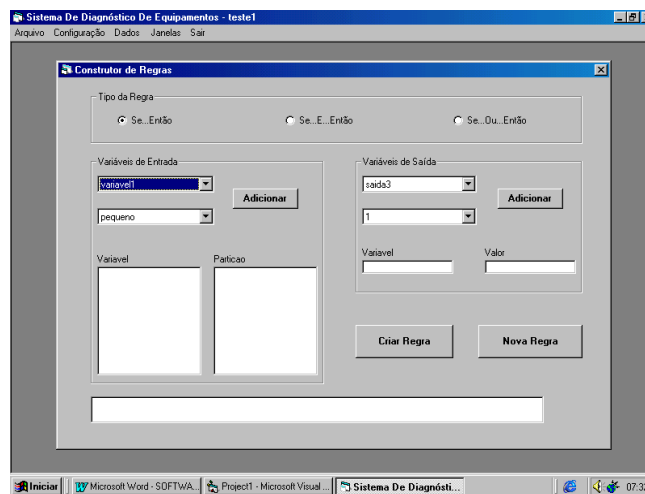 Sistema De Diagnóstico De Equipamentos - teste1
Arquivo Configuração Dados Janelas Sair
Construtor de Regras
Tipo da Regra
Se...Então Se...E...Então Se...Ou...Então
Variáveis de Entrada Variáveis de Saída
variavel1 saida3
Adicionar Adicionar
pequeno 1
Variavel Particao Variavel Valor
Criar Regra Nova Regra
Iniciar Microsoft Word - SOFTWA... Project1 - Microsoft Visual ... Sistema De Diagnósti...